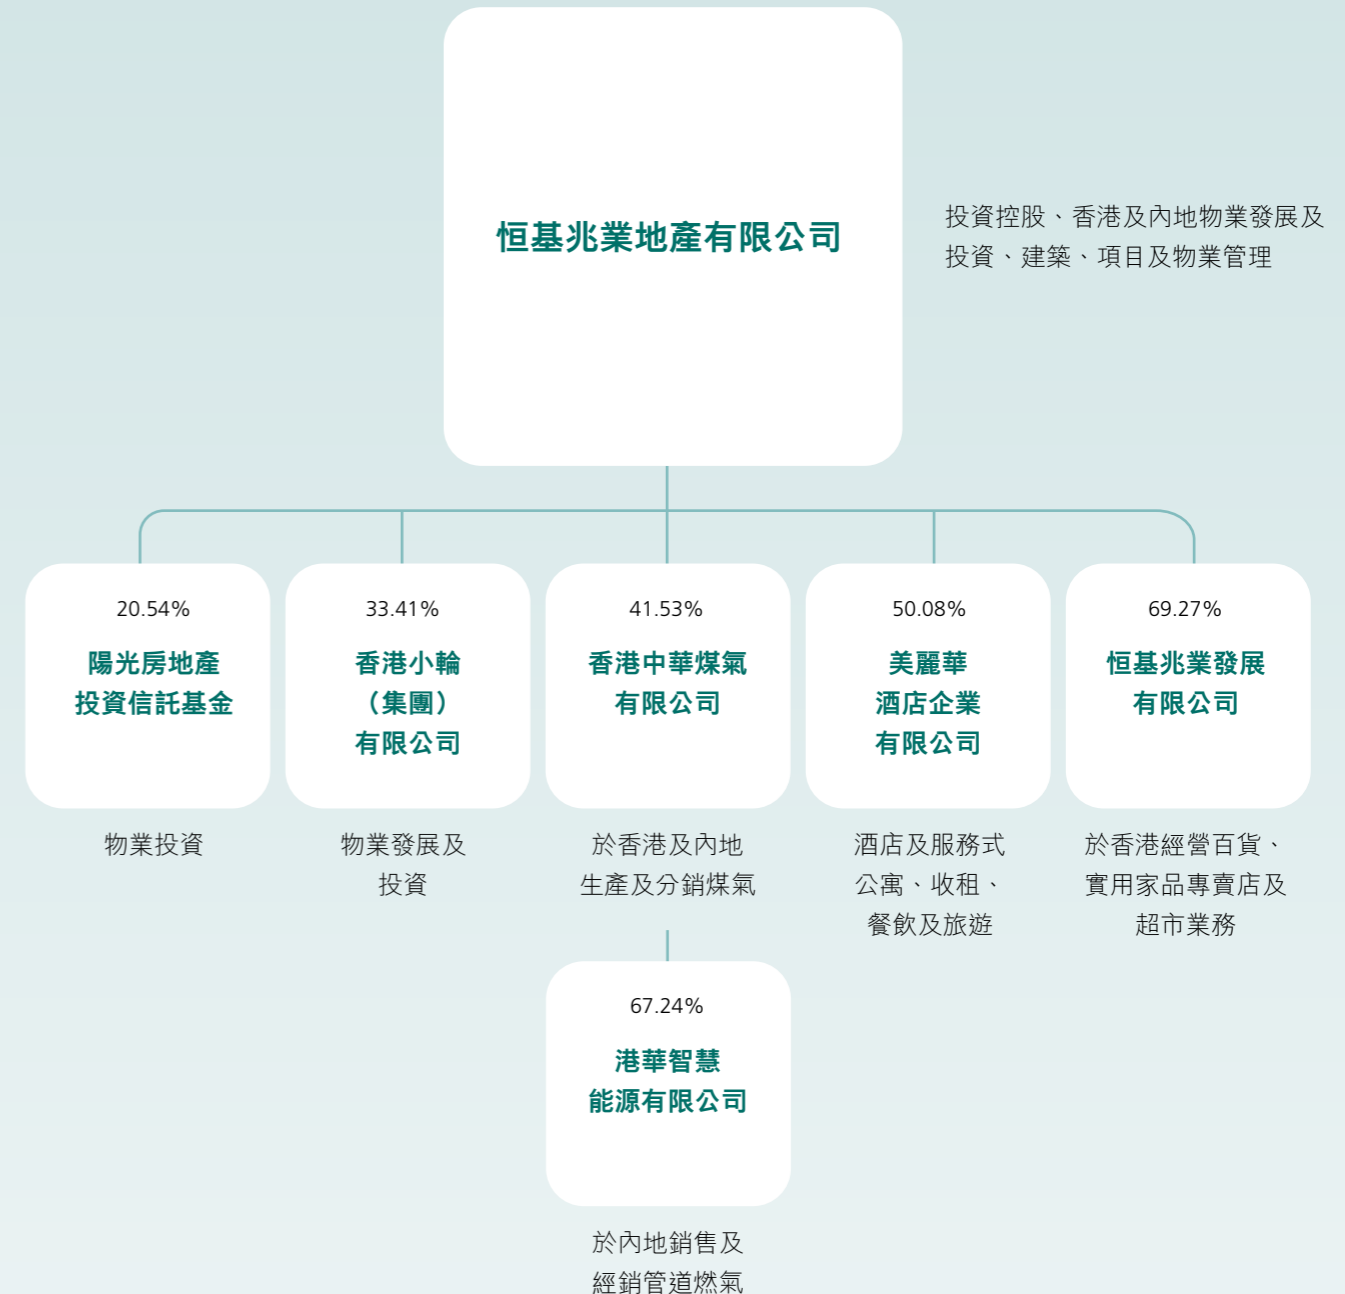 恒基兆業地產有限公司
投資控股、香港及內地物業發展及
投資、建築、項目及物業管理
20.54%
陽光房地產
投資信託基金
物業投資
33.41%
香港小輪
（集團）
有限公司
物業發展及
投資
41.53%
香港中華煤氣
有限公司
於香港及內地
生產及分銷煤氣
50.08%
美麗華
酒店企業
有限公司
酒店及服務式
公寓、收租、
餐飲及旅遊
69.27%
恒基兆業發展
有限公司
於香港經營百貨、
實用家品專賣店及
超市業務
67.24%
港華智慧
能源有限公司
於內地銷售及
經銷管道燃氣